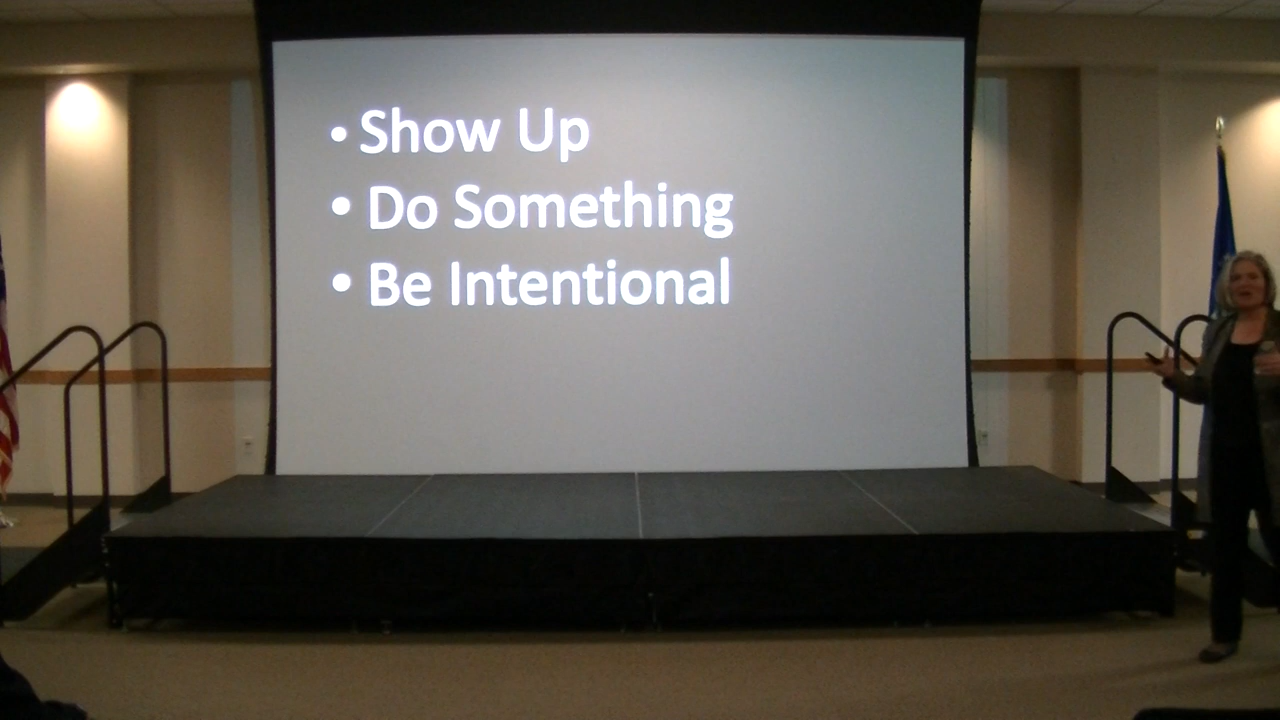 • Show Up
• Do Something
• Be Intentional